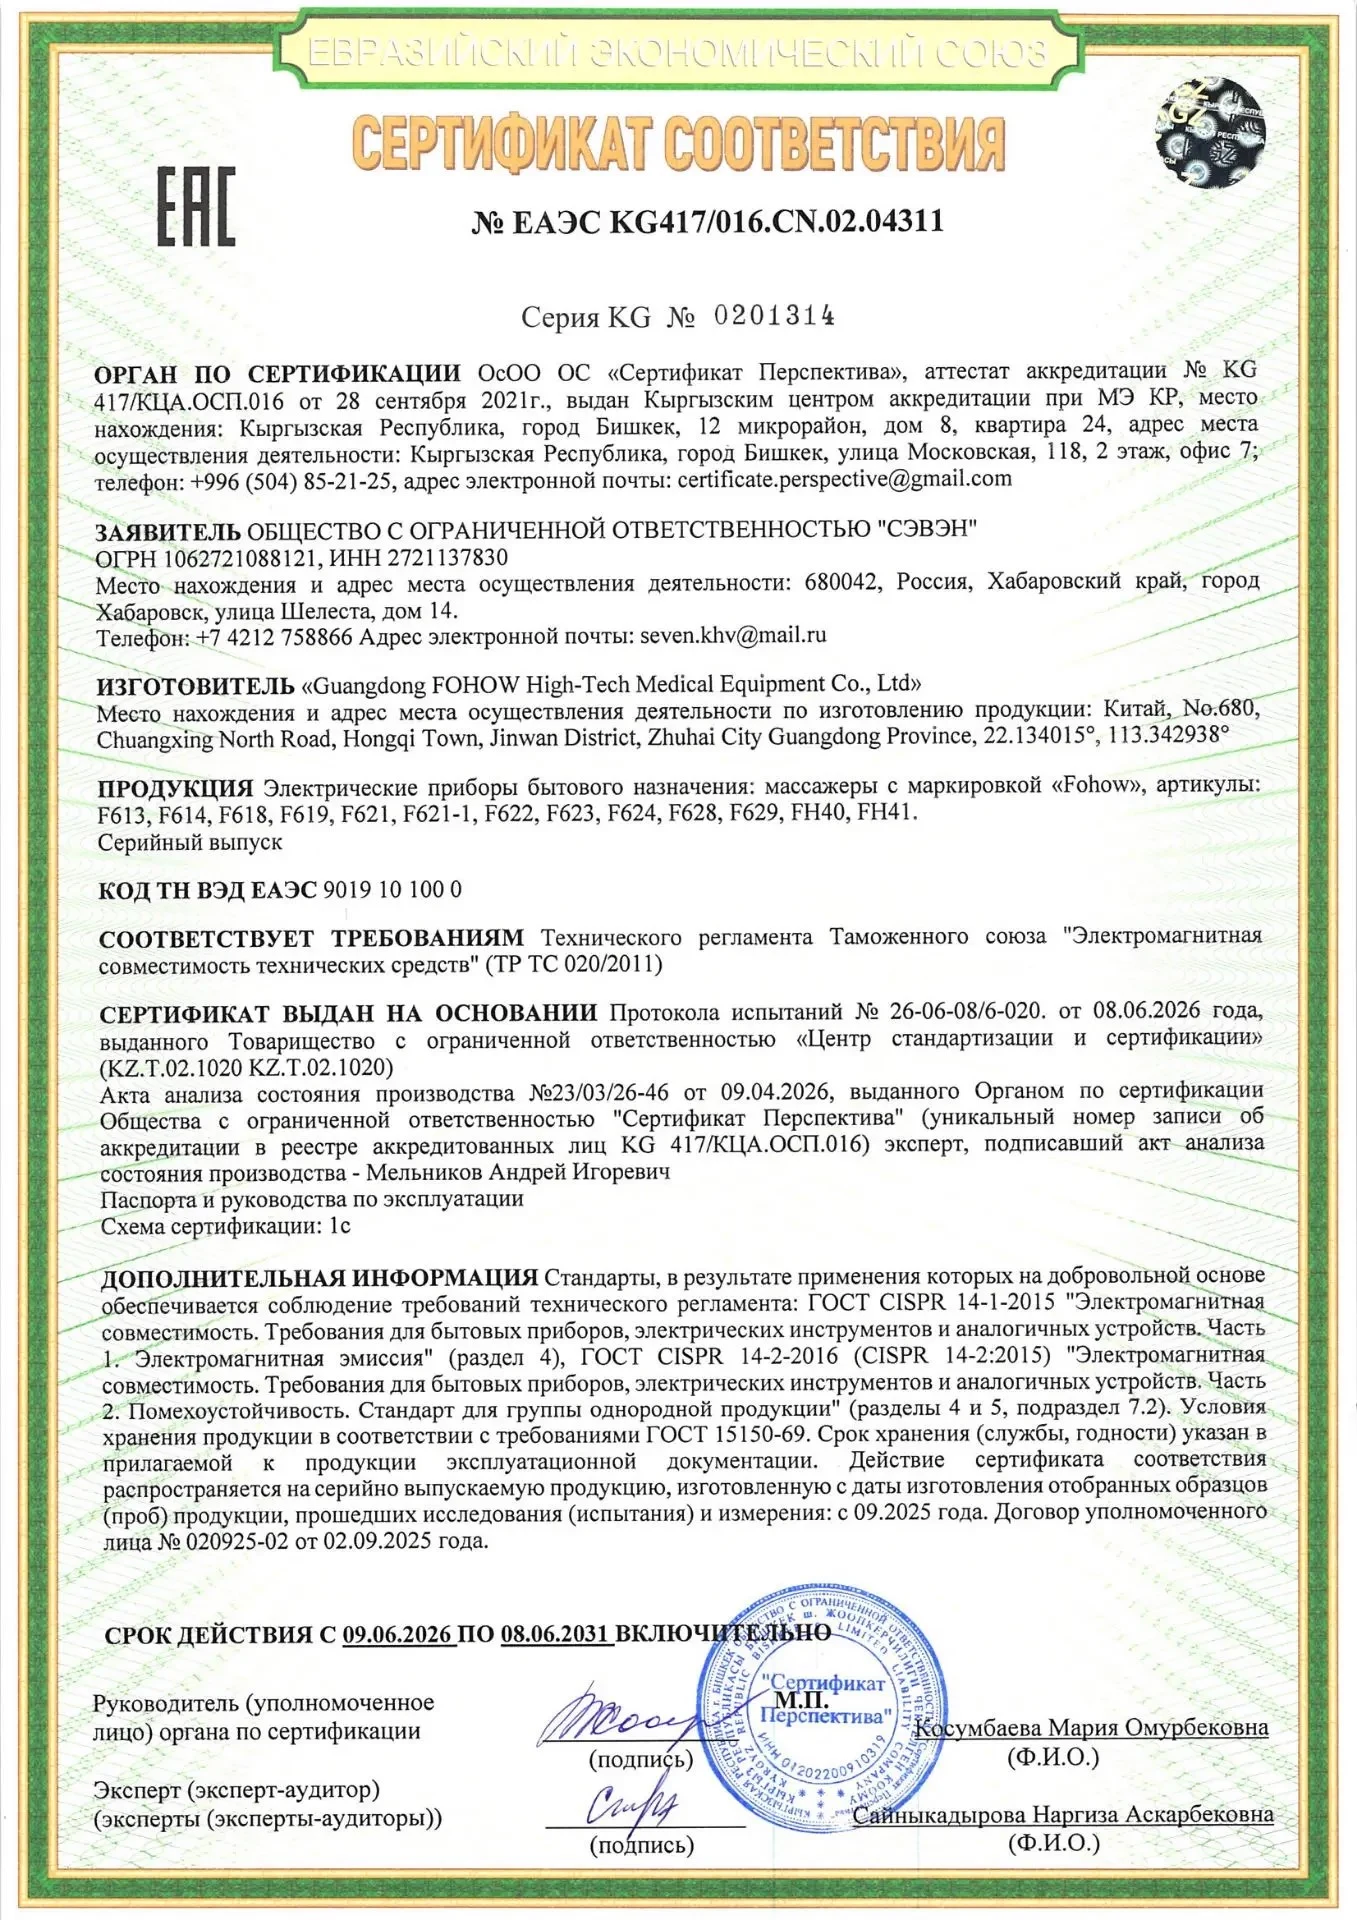 ЕВРАЗИЙСКИЙ ЭКОНОМИЧЕСКИЙ СОЮЗ
СЕРТИФИКАТ СООТВЕТСТВИЯ
EAC
№ ЕАЭС KG417/016.CN.02.04311
Серия KG № 0201314
ОРГАН ПО СЕРТИФИКАЦИИ ОсОО ОС «Сертификат Перспектива», аттестат аккредитации № KG
417/КЦА.ОСП.016 от 28 сентября 2021г., выдан Кыргызским центром аккредитации при МЭ КР, место
нахождения: Кыргызская Республика, город Бишкек, 12 микрорайон, дом 8, квартира 24, адрес места
осуществления деятельности: Кыргызская Республика, город Бишкек, улица Московская, 118, 2 этаж, офис 7;
телефон: +996 (504) 85-21-25, адрес электронной почты: certificate.perspective@gmail.com
ЗАЯВИТЕЛЬ ОБЩЕСТВО С ОГРАНИЧЕННОЙ ОТВЕТСТВЕННОСТЬЮ "СЭВЭН"
ОГРН 1062721088121, ИНН 2721137830
Место нахождения и адрес места осуществления деятельности: 680042, Россия, Хабаровский край, город
Хабаровск, улица Шелеста, дом 14.
Телефон: +7 4212 758866 Адрес электронной почты: seven.khv@mail.ru
ИЗГОТОВИТЕЛЬ «Guangdong FOHOW High-Tech Medical Equipment Co., Ltd»
Место нахождения и адрес места осуществления деятельности по изготовлению продукции: Китай, No.680,
Chuangxing North Road, Hongqi Town, Jinwan District, Zhuhai City Guangdong Province, 22.134015°, 113.342938°
ПРОДУКЦИЯ Электрические приборы бытового назначения: массажеры с маркировкой «Fohow», артикулы:
F613, F614, F618, F619, F621, F621-1, F622, F623, F624, F628, F629, FH40, FH41.
Серийный выпуск
КОД ТН ВЭД ЕАЭС 9019 10 100 0
СООТВЕТСТВУЕТ ТРЕБОВАНИЯМ Технического регламента Таможенного союза "Электромагнитная
совместимость технических средств" (ТР ТС 020/2011)
СЕРТИФИКАТ ВЫДАН НА ОСНОВАНИИ Протокола испытаний № 26-06-08/6-020. от 08.06.2026 года,
выданного Товарищество с ограниченной ответственностью «Центр стандартизации и сертификации»
(KZ.T.02.1020 KZ.T.02.1020)
Акта анализа состояния производства №23/03/26-46 от 09.04.2026, выданного Органом по сертификации
Общества с ограниченной ответственностью "Сертификат Перспектива" (уникальный номер записи об
аккредитации в реестре аккредитованных лиц KG 417/КЦА.ОСП.016) эксперт, подписавший акт анализа
состояния производства - Мельников Андрей Игоревич
Паспорта и руководства по эксплуатации
Схема сертификации: 1с
ДОПОЛНИТЕЛЬНАЯ ИНФОРМАЦИЯ Стандарты, в результате применения которых на добровольной основе
обеспечивается соблюдение требований технического регламента: ГОСТ CISPR 14-1-2015 "Электромагнитная
совместимость. Требования для бытовых приборов, электрических инструментов и аналогичных устройств. Часть
1. Электромагнитная эмиссия" (раздел 4), ГОСТ CISPR 14-2-2016 (CISPR 14-2:2015) "Электромагнитная
совместимость. Требования для бытовых приборов, электрических инструментов и аналогичных устройств. Часть
2. Помехоустойчивость. Стандарт для группы однородной продукции" (разделы 4 и 5, подраздел 7.2). Условия
хранения продукции в соответствии с требованиями ГОСТ 15150-69. Срок хранения (службы, годности) указан в
прилагаемой к продукции эксплуатационной документации. Действие сертификата соответствия
распространяется на серийно выпускаемую продукцию, изготовленную с даты изготовления отобранных образцов
(проб) продукции, прошедших исследования (испытания) и измерения: с 09.2025 года. Договор уполномоченного
лица № 020925-02 от 02.09.2025 года.
СРОК ДЕЙСТВИЯ С 09.06.2026 ПО 08.06.2031 ВКЛЮЧИТЕЛЬНО
Руководитель (уполномоченное
лицо) органа по сертификации
(подпись)
М.П.
"Сертификат
Перспектива"
ИНН 01202200910319
Косумбаева Мария Омурбековна
(Ф.И.О.)
Эксперт (эксперт-аудитор)
(эксперты (эксперты-аудиторы))
(подпись)
Сайныкадырова Наргиза Аскарбековна
(Ф.И.О.)